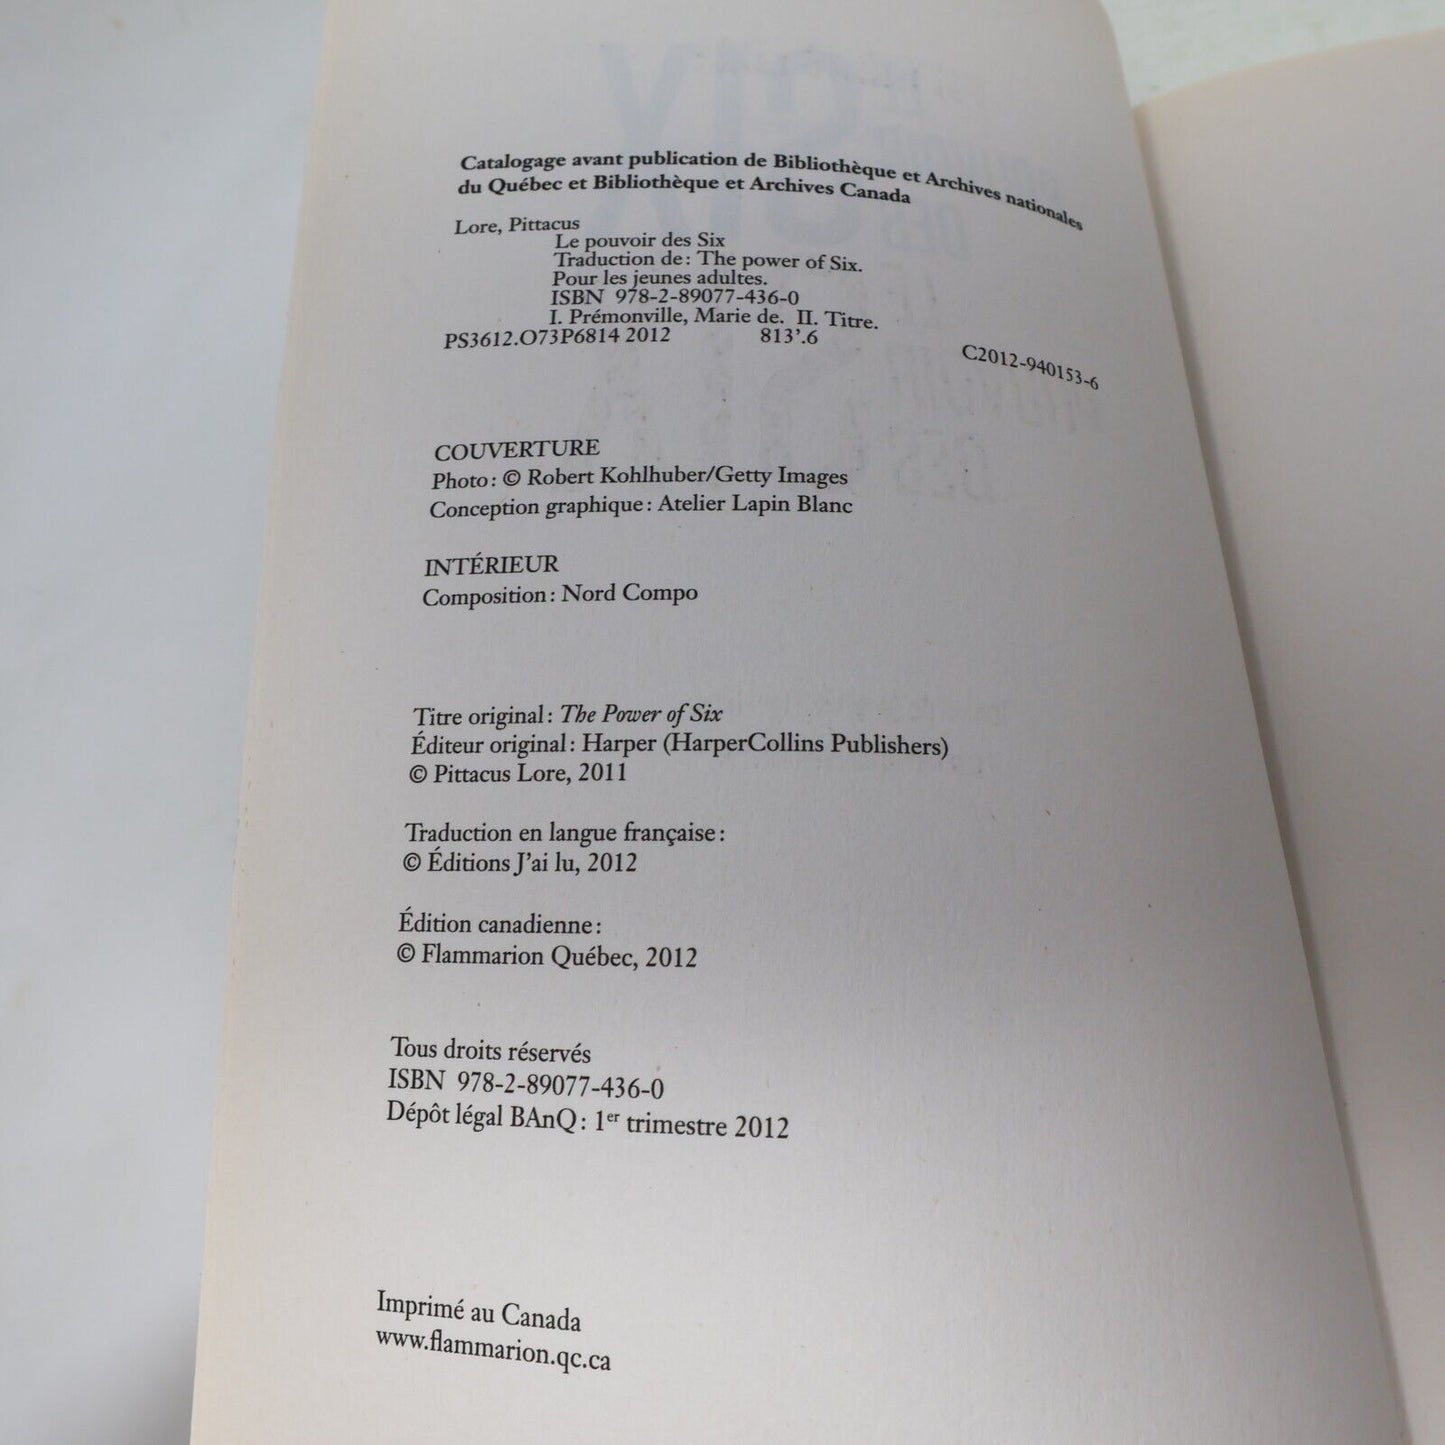 Catalogage avant publication de Bibliothèque et Archives nationales
du Québec et Bibliothèque et Archives Canada
Lore, Pittacus
Le pouvoir des Six
Traduction de : The power of Six.
Pour les jeunes adultes.
ISBN 978-2-89077-436-0
I. Prémonville, Marie de. II. Titre.
PS3612.O73P6814 2012 813'.6 C2012-940153-6
COUVERTURE
Photo : © Robert Kohlhuber/Getty Images
Conception graphique : Atelier Lapin Blanc
INTÉRIEUR
Composition : Nord Compo
Titre original : The Power of Six
Éditeur original : Harper (HarperCollins Publishers)
© Pittacus Lore, 2011
Traduction en langue française :
© Éditions J'ai lu, 2012
Édition canadienne :
© Flammarion Québec, 2012
Tous droits réservés
ISBN 978-2-89077-436-0
Dépôt légal BAnQ : 1er trimestre 2012
Imprimé au Canada
www.flammarion.qc.ca